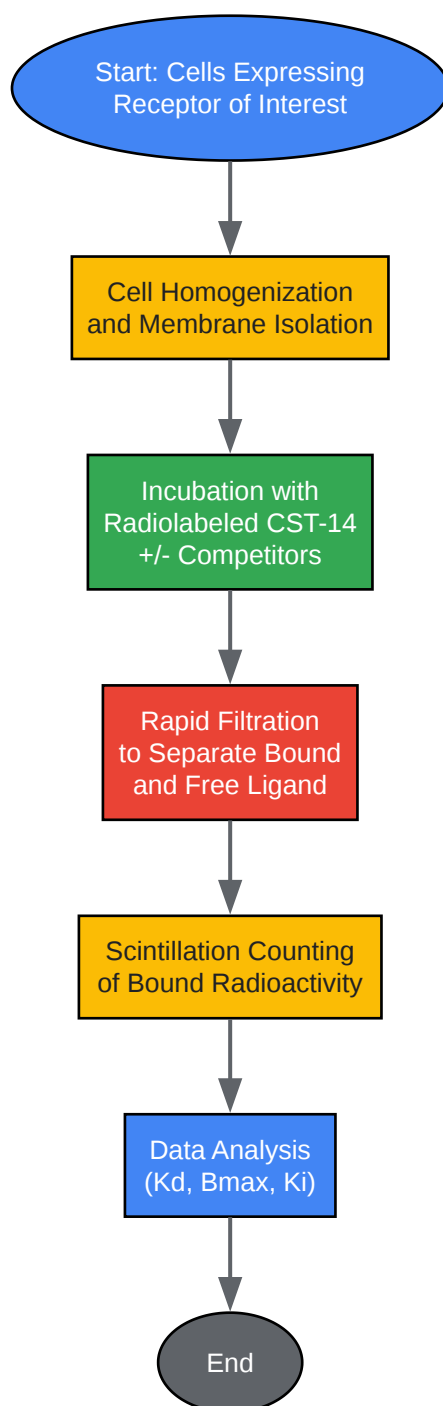 Start: Cells Expressing
Receptor of Interest
Cell Homogenization
and Membrane Isolation
Incubation with
Radiolabeled CST-14
+/- Competitors
Rapid Filtration
to Separate Bound
and Free Ligand
Scintillation Counting
of Bound Radioactivity
Data Analysis
(Kd, Bmax, Ki)
End